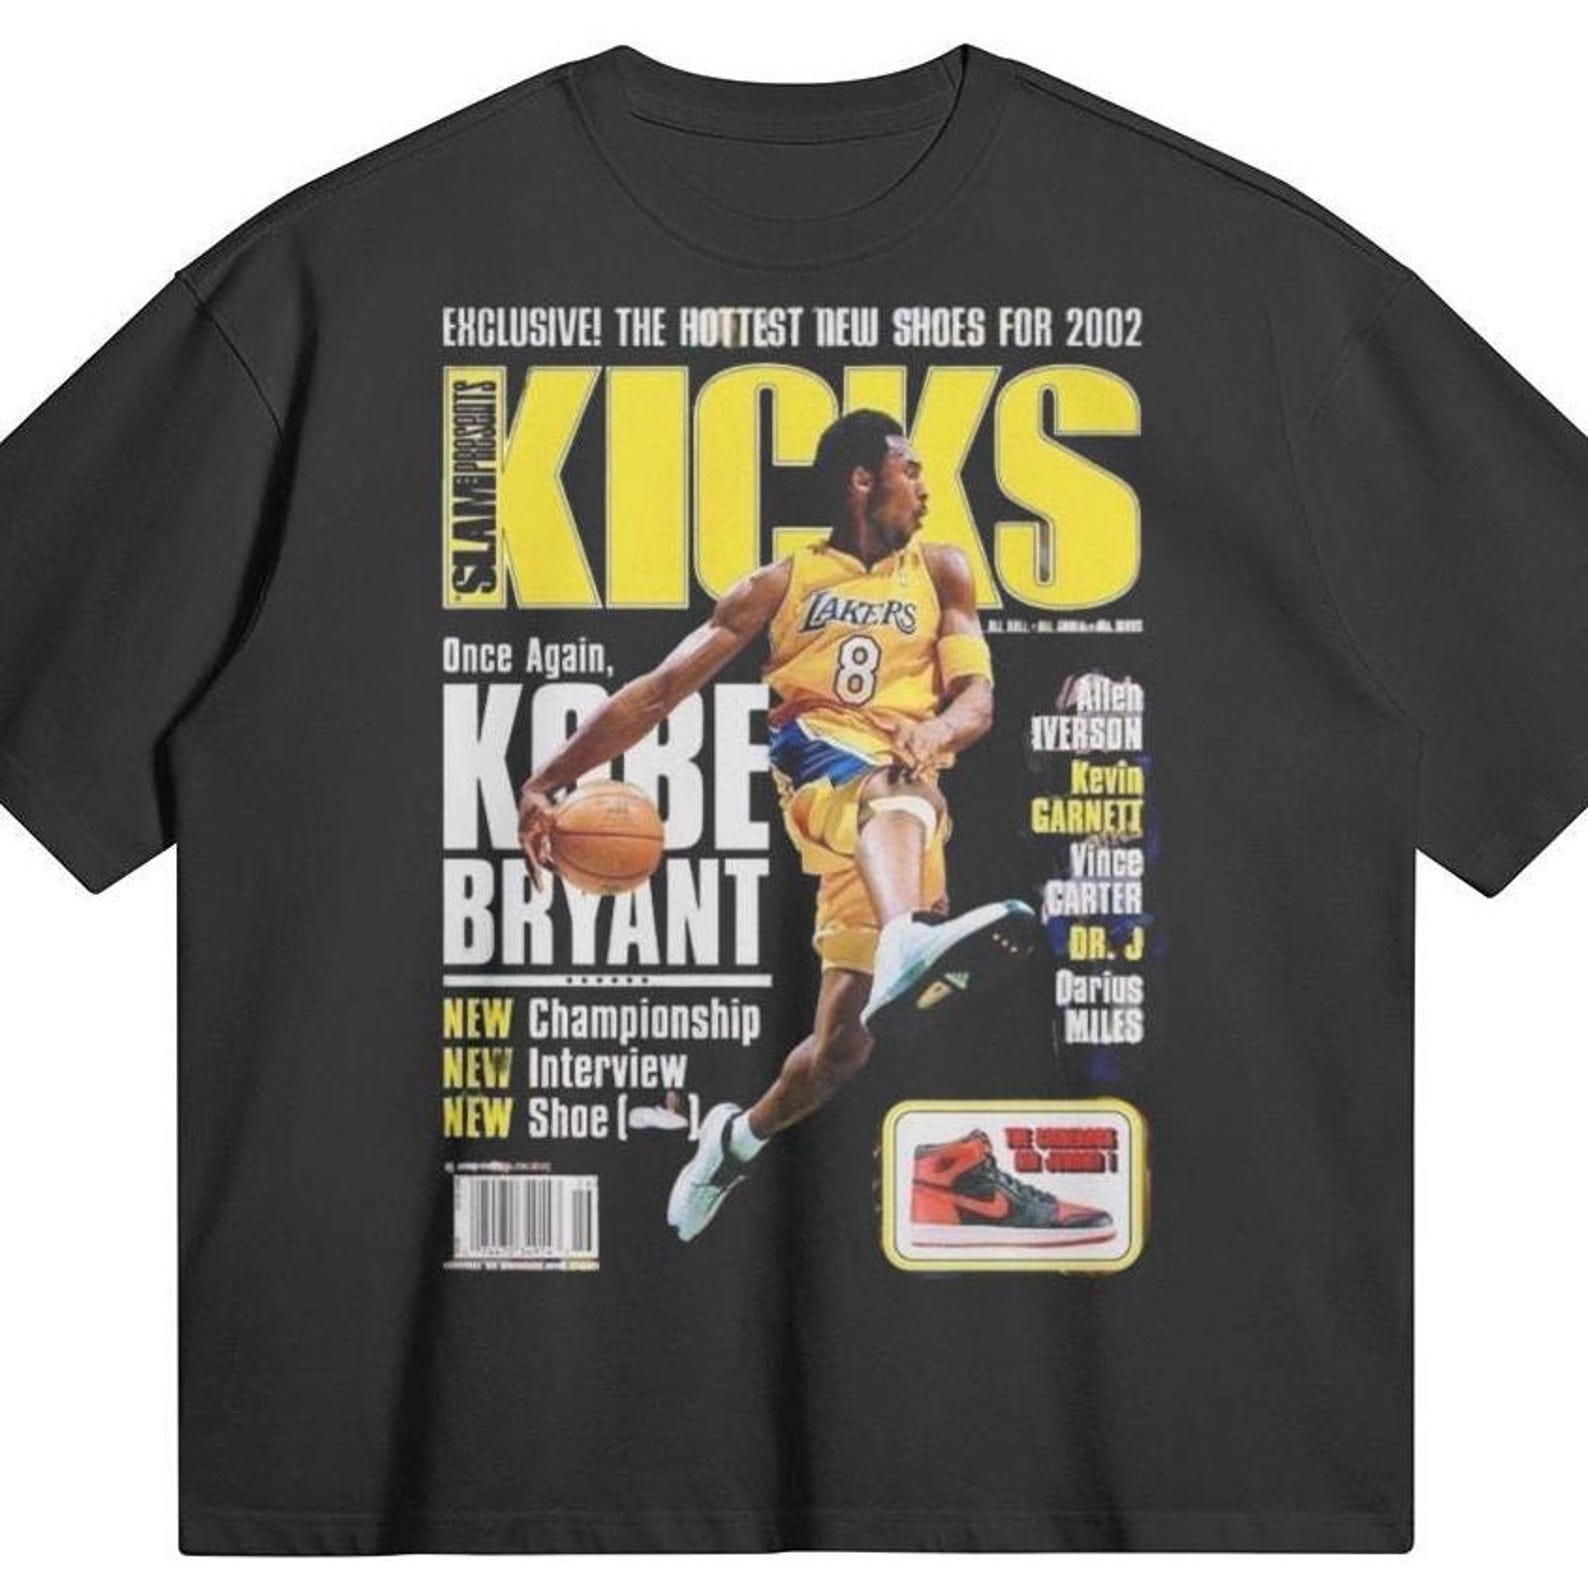 EXCLUSIVE! THE HOTTEST NEW SHOES FOR 2002
SLAM PRESENTS
KICKS
LAKERS
8
Once Again,
KOBE
BRYANT
NEW Championship
NEW Interview
NEW Shoe ( )
Allen
IVERSON
Kevin
GARNETT
Vince
CARTER
DR. J
Darius
MILES